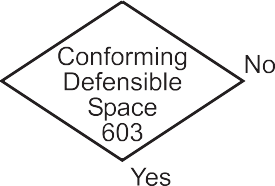 Conforming
Defensible
Space
603
No
Yes